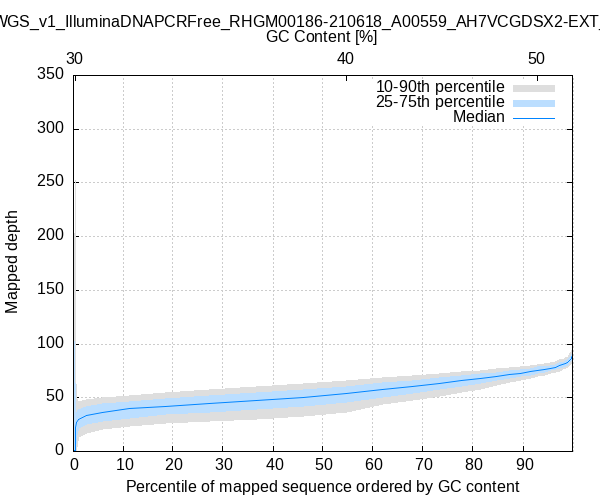 WGS_v1_IlluminaDNAPCRFree_RHGM00186-210618_A00559_AH7VCGDSX2-EXT_
GC Content [%]
30 40 50
350
300
250
200
150
100
50
0
Mapped depth
10-90th percentile
25-75th percentile
Median
0 10 20 30 40 50 60 70 80 90
Percentile of mapped sequence ordered by GC content